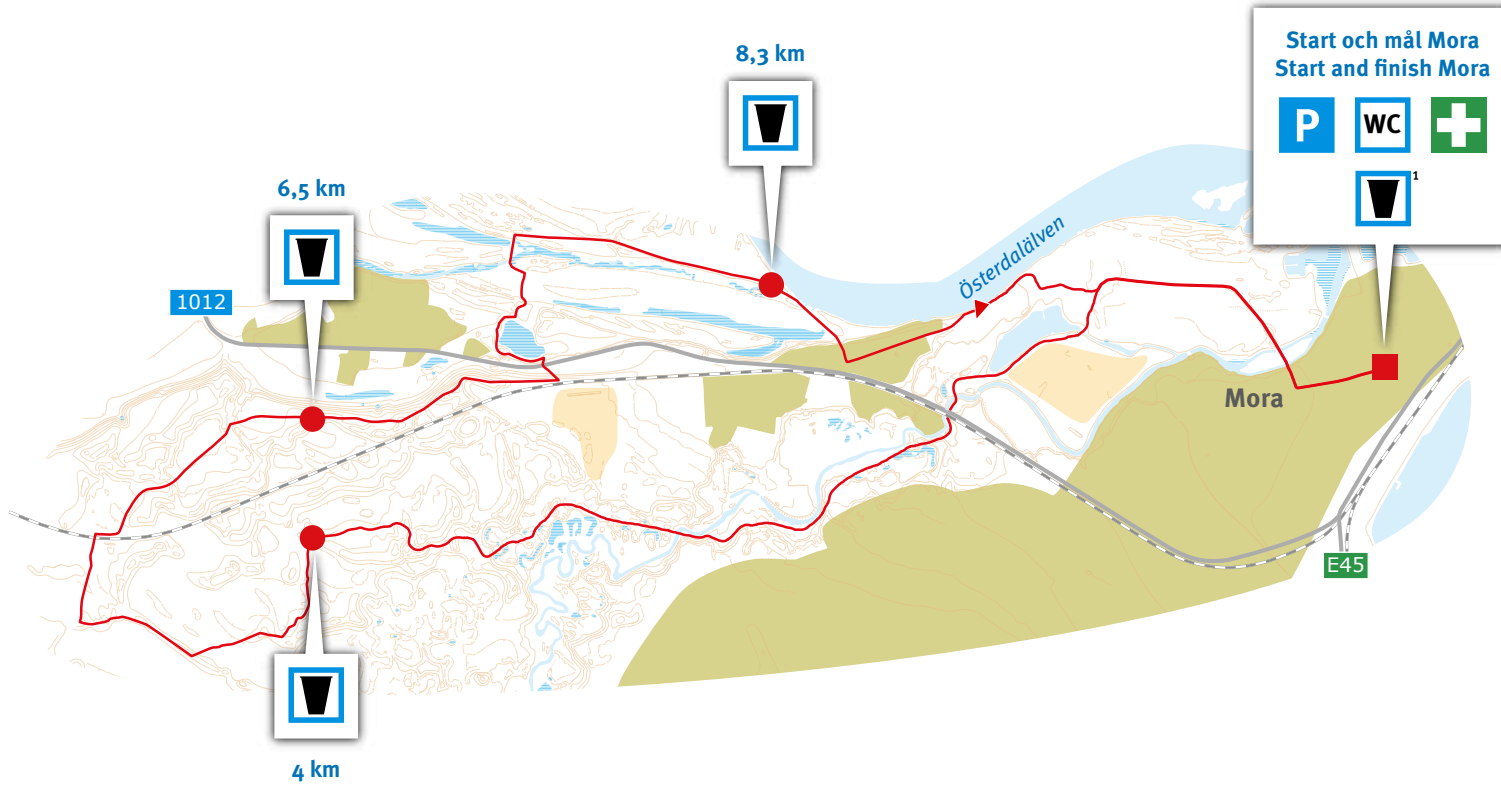 Start och mål Mora
Start and finish Mora
P
WC
1
8,3 km
6,5 km
Österdalälven
1012
Mora
E45
4 km